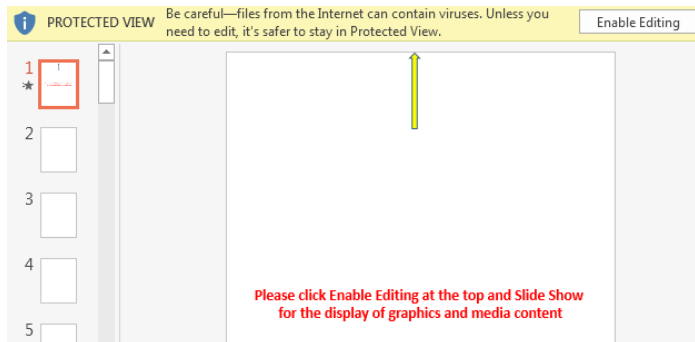 PROTECTED VIEW
Be careful—files from the Internet can contain viruses. Unless you
need to edit, it's safer to stay in Protected View.
Enable Editing
1
2
3
4
5
Please click Enable Editing at the top and Slide Show
for the display of graphics and media content